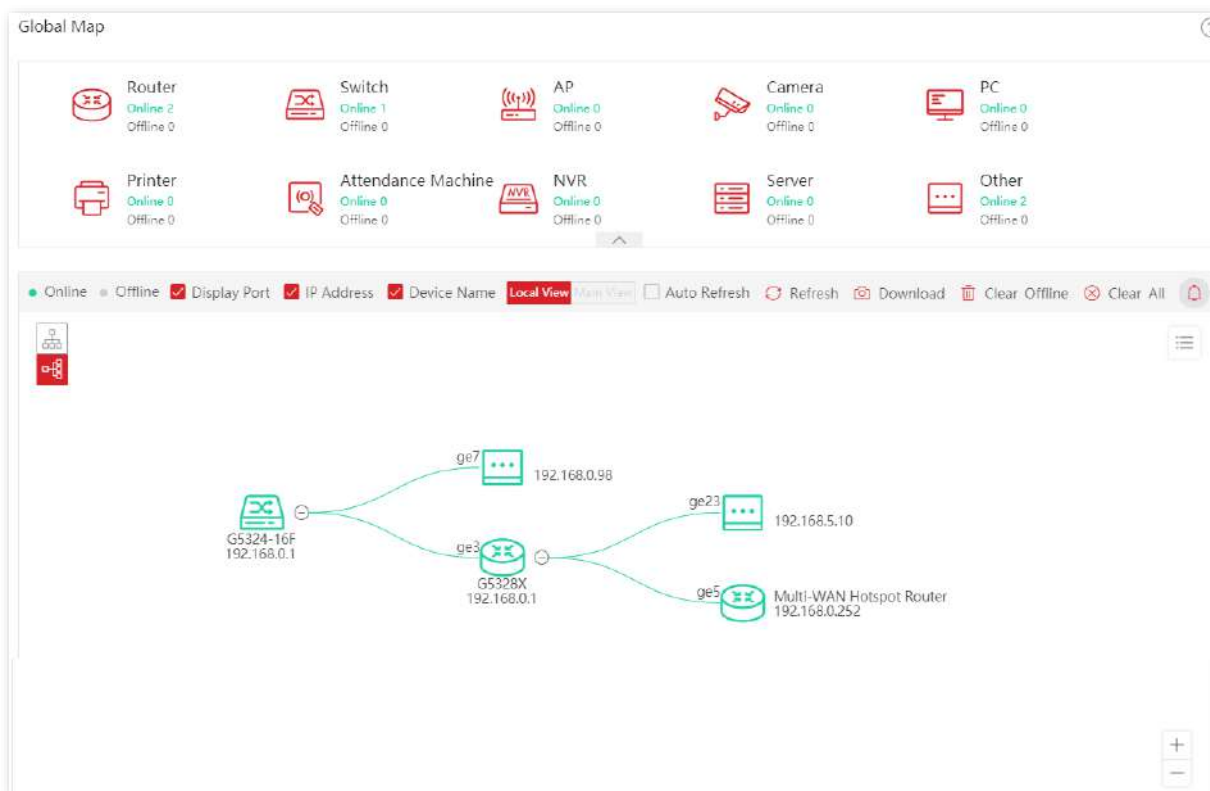 Global Map
Router
Online 2
Offline 0
Switch
Online 1
Offline 0
AP
Online 0
Offline 0
Camera
Online 0
Offline 0
PC
Online 0
Offline 0
Printer
Online 0
Offline 0
Attendance Machine
Online 0
Offline 0
NVR
NVR
Online 0
Offline 0
Server
Online 0
Offline 0
Other
Online 2
Offline 0
Online Offline Display Port IP Address Device Name Local View Main View Auto Refresh Refresh Download Clear Offline Clear All
ge7
192.168.0.98
G5324-16F
192.168.0.1
ge3
G5328X
192.168.0.1
ge23
192.168.5.10
ge5
Multi-WAN Hotspot Router
192.168.0.252